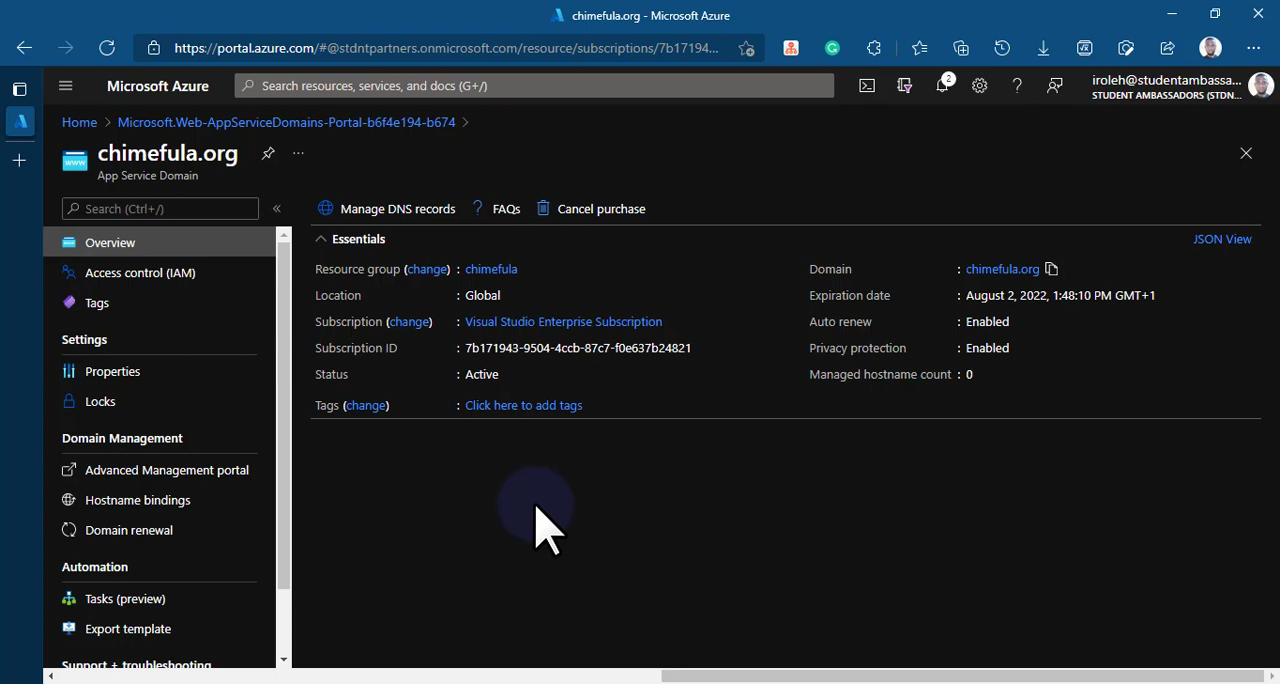 chimefula.org - Microsoft Azure
https://portal.azure.com/#@stdntpartners.onmicrosoft.com/resource/subscriptions/7b17194...
Microsoft Azure
Search resources, services, and docs (G+/)
2
iroleh@studentambassa...
STUDENT AMBASSADORS (STDN...
Home > Microsoft.Web-AppServiceDomains-Portal-b6f4e194-b674 >
www
chimefula.org
...
App Service Domain
Search (Ctrl+/)
«
Manage DNS records
? FAQs
Cancel purchase
Overview
Access control (IAM)
Tags
Settings
Properties
Locks
Domain Management
Advanced Management portal
Hostname bindings
Domain renewal
Automation
Tasks (preview)
Export template
Support + troubleshooting
Essentials
JSON View
Resource group (change) : chimefula
Location : Global
Subscription (change) : Visual Studio Enterprise Subscription
Subscription ID : 7b171943-9504-4ccb-87c7-f0e637b24821
Status : Active
Tags (change) : Click here to add tags
Domain : chimefula.org
Expiration date : August 2, 2022, 1:48:10 PM GMT+1
Auto renew : Enabled
Privacy protection : Enabled
Managed hostname count : 0